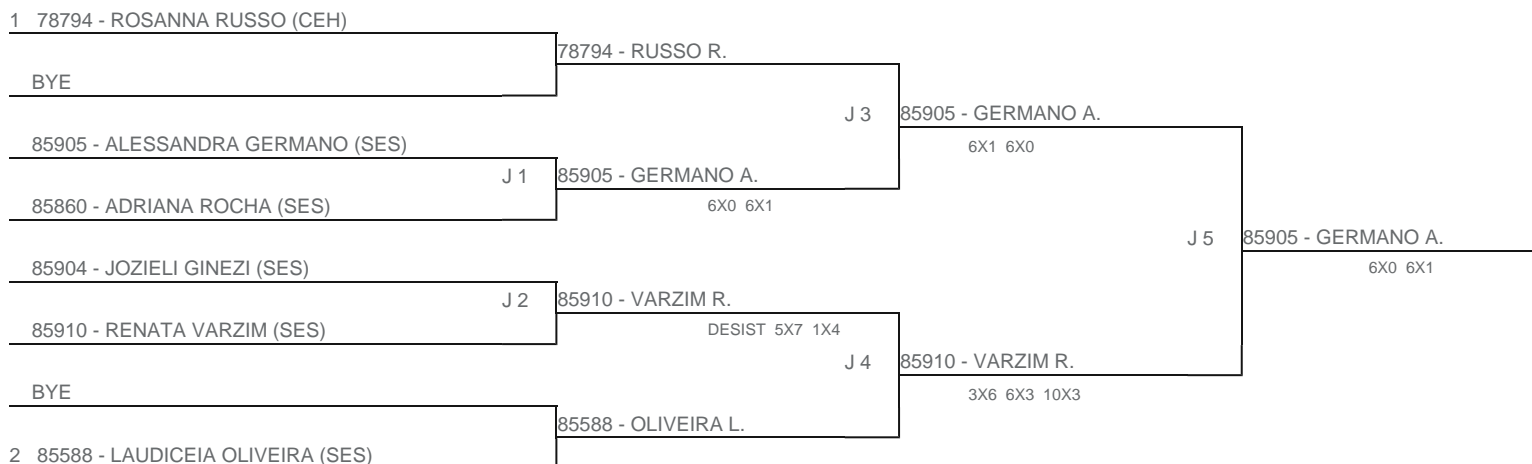 1 78794 - ROSANNA RUSSO (CEH)
78794 - RUSSO R.
BYE
J 3 85905 - GERMANO A.
85905 - ALESSANDRA GERMANO (SES)
6X1 6X0
J 1 85905 - GERMANO A.
85860 - ADRIANA ROCHA (SES)
6X0 6X1
J 5 85905 - GERMANO A.
85904 - JOZIELI GINEZI (SES)
6X0 6X1
J 2 85910 - VARZIM R.
85910 - RENATA VARZIM (SES)
DESIST 5X7 1X4
J 4 85910 - VARZIM R.
BYE
3X6 6X3 10X3
85588 - OLIVEIRA L.
2 85588 - LAUDICEIA OLIVEIRA (SES)